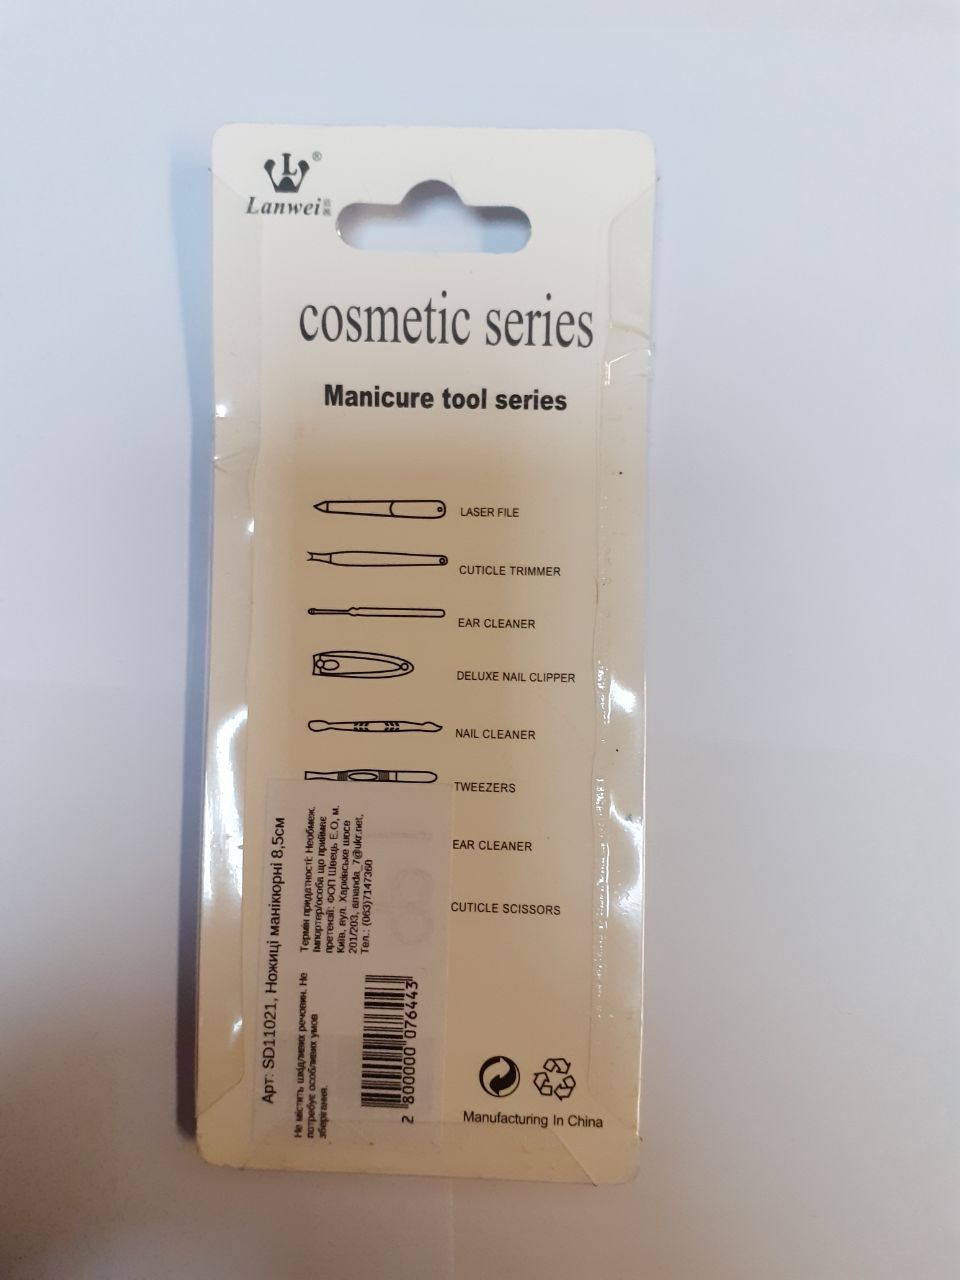 L®
Lanwei
cosmetic series
Manicure tool series
LASER FILE
CUTICLE TRIMMER
EAR CLEANER
DELUXE NAIL CLIPPER
NAIL CLEANER
TWEEZERS
EAR CLEANER
CUTICLE SCISSORS
Manufacturing In China
Арт: SD11021, Ножиці манікюрні 8,5см
Не містить шкідливих речовин. Не
потребує особливих умов
зберігання.
Термін придатності: Необмеж.
Імпортер/особа що приймає
претензії: ФОП Швець Е.О, м.
Київ, вул. Харківське шосе
201/203, amanda_7@ukr.net,
Тел.: (063)7147360
2 800000 076443